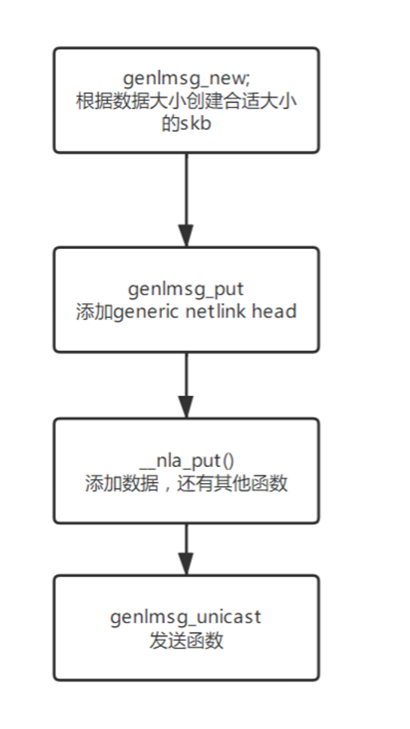 genlmsg_new;
根据数据大小创建合适大小
的skb
genlmsg_put
添加generic netlink head
__nla_put()
添加数据，还有其他函数
genlmsg_unicast
发送函数